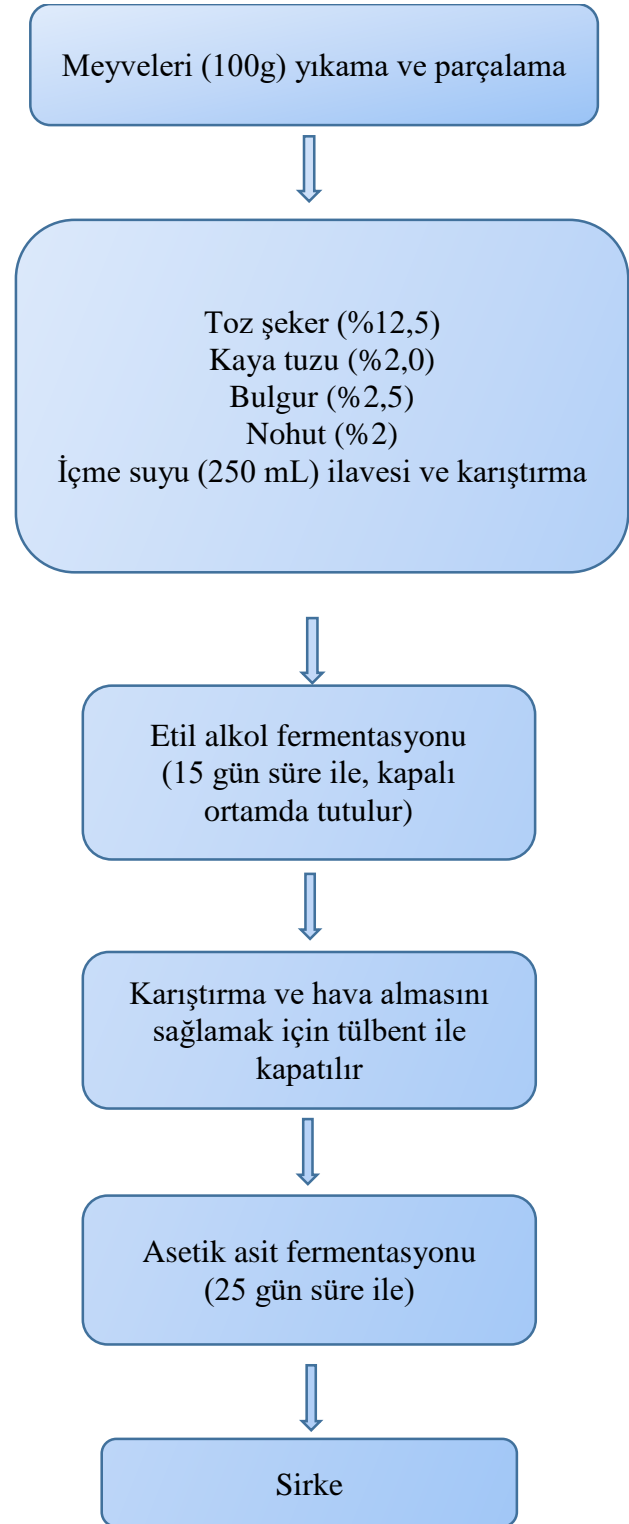 Meyveleri (100g) yıkama ve parçalama
Toz şeker (%12,5)
Kaya tuzu (%2,0)
Bulgur (%2,5)
Nohut (%2)
İçme suyu (250 mL) ilavesi ve karıştırma
Etil alkol fermentasyonu
(15 gün süre ile, kapalı
ortamda tutulur)
Karıştırma ve hava almasını
sağlamak için tülbent ile
kapatılır
Asetik asit fermentasyonu
(25 gün süre ile)
Sirke